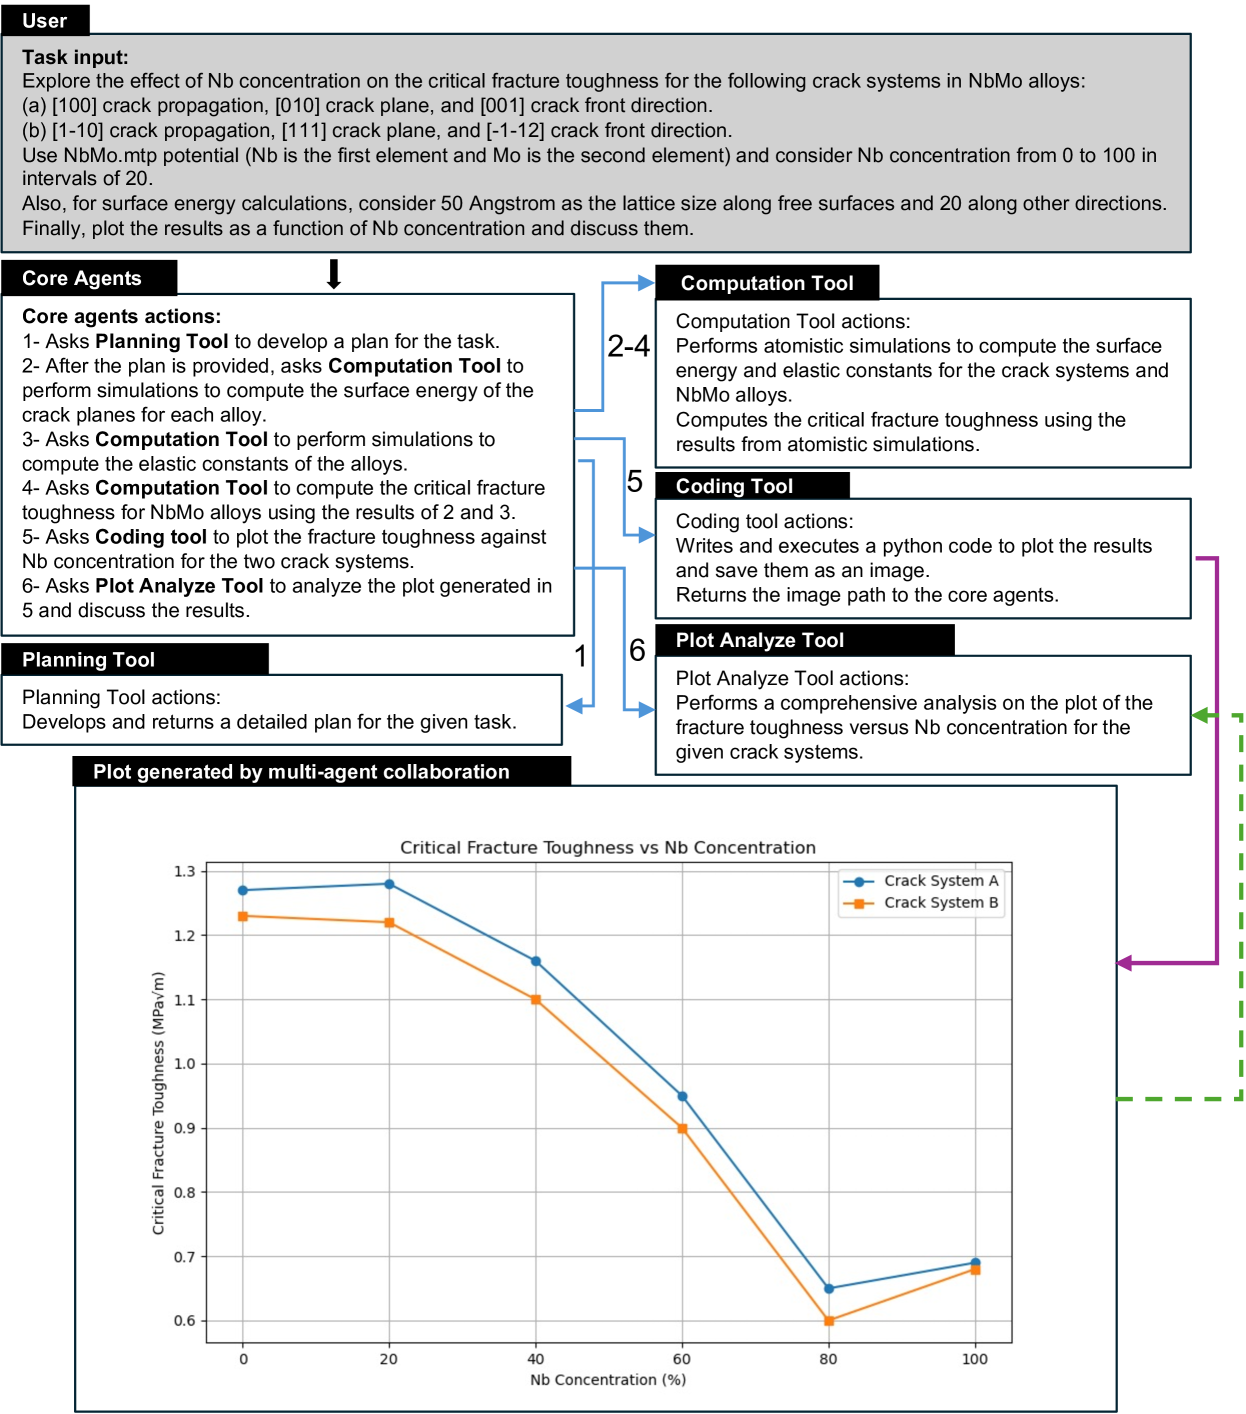 User
Task input:
Explore the effect of Nb concentration on the critical fracture toughness for the following crack systems in NbMo alloys:
(a) [100] crack propagation, [010] crack plane, and [001] crack front direction.
(b) [1-10] crack propagation, [111] crack plane, and [-1-12] crack front direction.
Use NbMo.mtp potential (Nb is the first element and Mo is the second element) and consider Nb concentration from 0 to 100 in
intervals of 20.
Also, for surface energy calculations, consider 50 Angstrom as the lattice size along free surfaces and 20 along other directions.
Finally, plot the results as a function of Nb concentration and discuss them.
Core Agents
Core agents actions:
1- Asks Planning Tool to develop a plan for the task.
2- After the plan is provided, asks Computation Tool to
perform simulations to compute the surface energy of the
crack planes for each alloy.
3- Asks Computation Tool to perform simulations to
compute the elastic constants of the alloys.
4- Asks Computation Tool to compute the critical fracture
toughness for NbMo alloys using the results of 2 and 3.
5- Asks Coding tool to plot the fracture toughness against
Nb concentration for the two crack systems.
6- Asks Plot Analyze Tool to analyze the plot generated in
5 and discuss the results.
2-4
5
1
6
Computation Tool
Computation Tool actions:
Performs atomistic simulations to compute the surface
energy and elastic constants for the crack systems and
NbMo alloys.
Computes the critical fracture toughness using the
results from atomistic simulations.
Coding Tool
Coding tool actions:
Writes and executes a python code to plot the results
and save them as an image.
Returns the image path to the core agents.
Plot Analyze Tool
Plot Analyze Tool actions:
Performs a comprehensive analysis on the plot of the
fracture toughness versus Nb concentration for the
given crack systems.
Planning Tool
Planning Tool actions:
Develops and returns a detailed plan for the given task.
Plot generated by multi-agent collaboration
Critical Fracture Toughness vs Nb Concentration
Crack System A
Crack System B
Critical Fracture Toughness (MPa√m)
1.3
1.2
1.1
1.0
0.9
0.8
0.7
0.6
0 20 40 60 80 100
Nb Concentration (%)